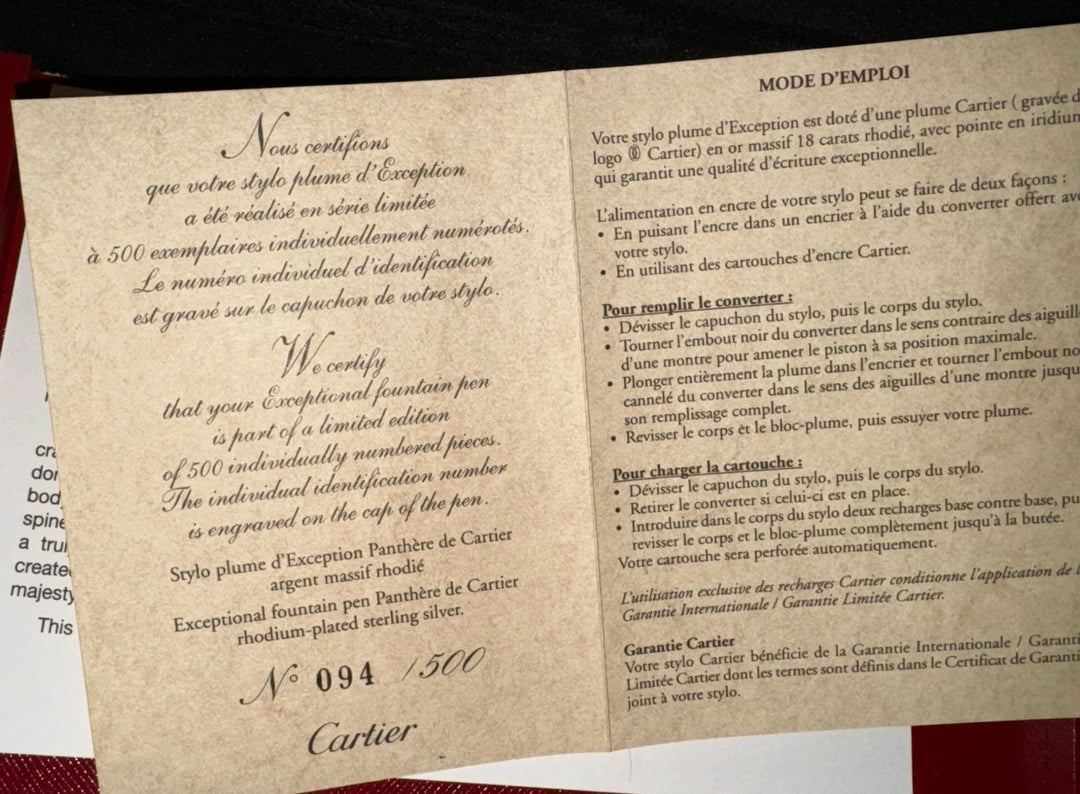 Nous certifions
que votre stylo plume d'Exception
a été réalisé en série limitée
à 500 exemplaires individuellement numérotés.
Le numéro individuel d'identification
est gravé sur le capuchon de votre stylo.
We certify
that your Exceptional fountain pen
is part of a limited edition
of 500 individually numbered pieces.
The individual identification number
is engraved on the cap of the pen.
Stylo plume d'Exception Panthère de Cartier
argent massif rhodié
Exceptional fountain pen Panthère de Cartier
rhodium-plated sterling silver.
N° 094 /500
Cartier
MODE D'EMPLOI
Votre stylo plume d'Exception est doté d'une plume Cartier ( gravée d
logo Cartier) en or massif 18 carats rhodié, avec pointe en iridium
qui garantit une qualité d'écriture exceptionnelle.
L'alimentation en encre de votre stylo peut se faire de deux façons :
• En puisant l'encre dans un encrier à l'aide du converter offert ave
votre stylo.
• En utilisant des cartouches d'encre Cartier.
Pour remplir le converter :
• Dévisser le capuchon du stylo, puis le corps du stylo.
• Tourner l'embout noir du converter dans le sens contraire des aiguill
d'une montre pour amener le piston à sa position maximale.
• Plonger entièrement la plume dans l'encrier et tourner l'embout no
cannelé du converter dans le sens des aiguilles d'une montre jusqu
son remplissage complet.
• Revisser le corps et le bloc-plume, puis essuyer votre plume.
Pour charger la cartouche :
• Dévisser le capuchon du stylo, puis le corps du stylo.
• Retirer le converter si celui-ci est en place.
• Introduire dans le corps du stylo deux recharges base contre base, pu
revisser le corps et le bloc-plume complètement jusqu'à la butée.
Votre cartouche sera perforée automatiquement.
L'utilisation exclusive des recharges Cartier conditionne l'application de
Garantie Internationale / Garantie Limitée Cartier.
Garantie Cartier
Votre stylo Cartier bénéficie de la Garantie Internationale / Garanti
Limitée Cartier dont les termes sont définis dans le Certificat de Garanti
joint à votre stylo.
cra
dor
bod
spine
a tru
create
majesty
This